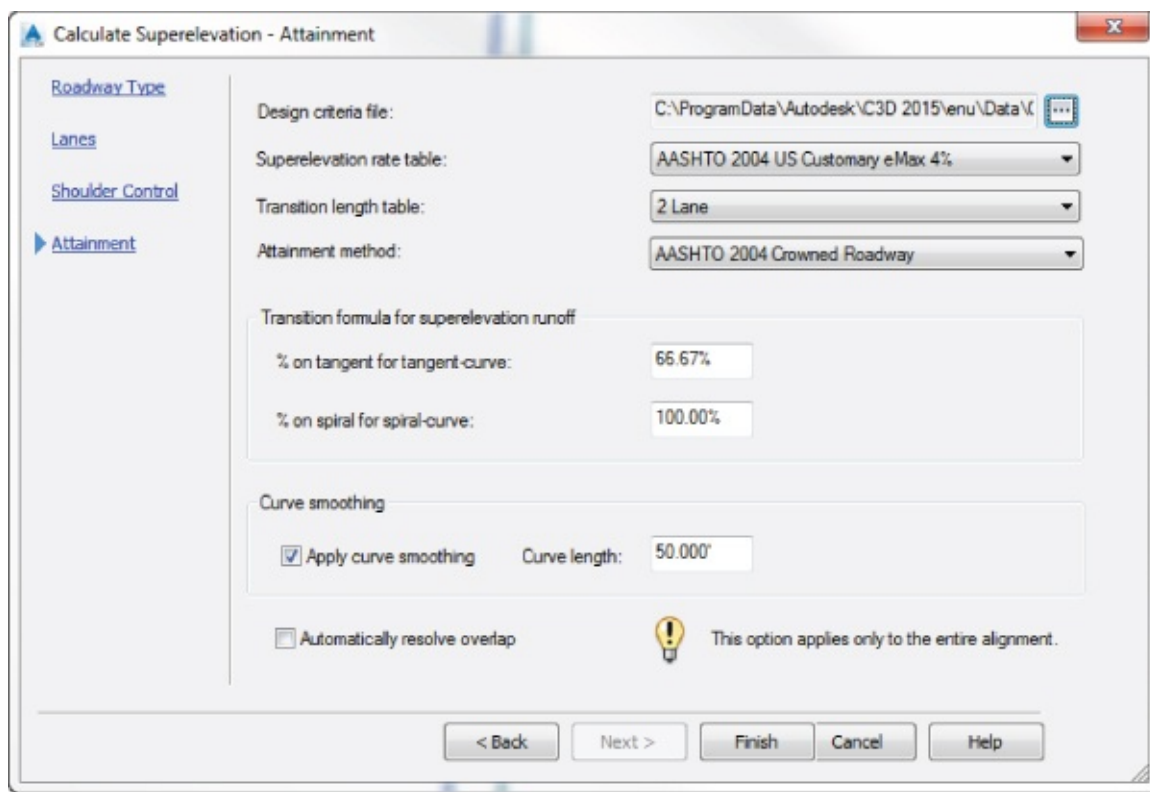 Calculate Superelevation - Attainment
Roadway Type
Lanes
Shoulder Control
Attainment
Design criteria file: C:\ProgramData\Autodesk\C3D 2015\enu\Data\
Superelevation rate table: AASHTO 2004 US Customary eMax 4%
Transition length table: 2 Lane
Attainment method: AASHTO 2004 Crowned Roadway
Transition formula for superelevation runoff
% on tangent for tangent-curve: 66.67%
% on spiral for spiral-curve: 100.00%
Curve smoothing
Apply curve smoothing Curve length: 50.000'
Automatically resolve overlap This option applies only to the entire alignment.
< Back Next > Finish Cancel Help